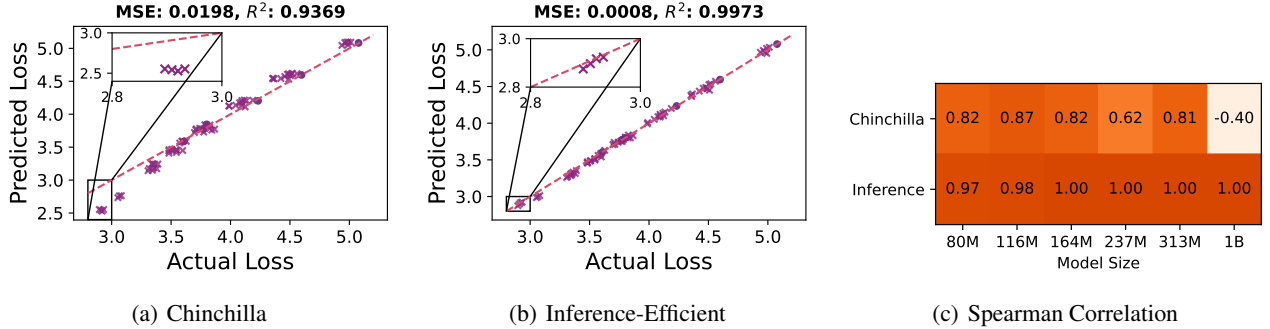 MSE: 0.0198, R²: 0.9369
Predicted Loss
5.0
4.5
4.0
3.5
3.0
2.5
3.0
2.5
2.8
3.0
3.0
3.5
4.0
4.5
5.0
Actual Loss
(a) Chinchilla
MSE: 0.0008, R²: 0.9973
Predicted Loss
5.0
4.5
4.0
3.5
3.0
3.0
2.9
2.8
2.8
3.0
3.0
3.5
4.0
4.5
5.0
Actual Loss
(b) Inference-Efficient
Chinchilla 0.82 0.87 0.82 0.62 0.81 -0.40
Inference 0.97 0.98 1.00 1.00 1.00 1.00
80M 116M 164M 237M 313M 1B
Model Size
(c) Spearman Correlation